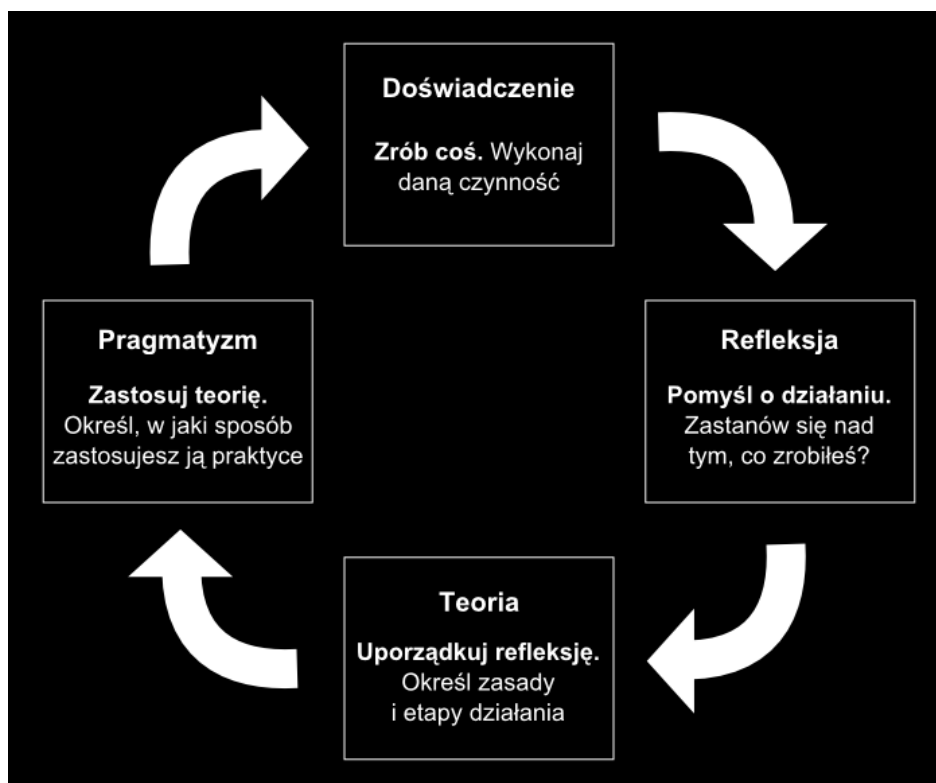 Doświadczenie
Zrób coś. Wykonaj
daną czynność
Pragmatyzm
Zastosuj teorię.
Określ, w jaki sposób
zastosujesz ją praktyce
Refleksja
Pomyśl o działaniu.
Zastanów się nad
tym, co zrobiłeś?
Teoria
Uporządkuj refleksję.
Określ zasady
i etapy działania